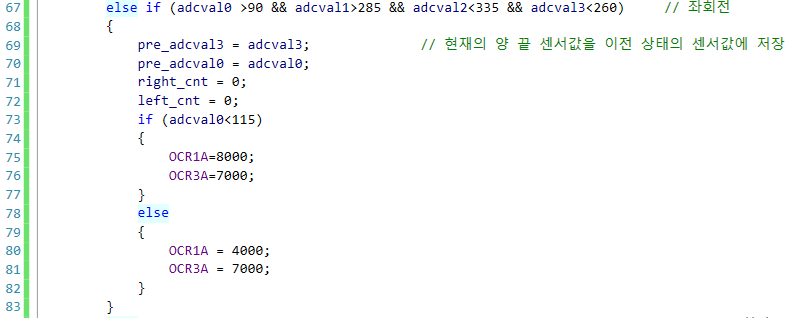 67 else if (adcval0 >90 && adcval1>285 && adcval2<335 && adcval3<260) // 좌회전
68 {
69 pre_adcval3 = adcval3; // 현재의 양 끝 센서값을 이전 상태의 센서값에 저장
70 pre_adcval0 = adcval0;
71 right_cnt = 0;
72 left_cnt = 0;
73 if (adcval0<115)
74 {
75 OCR1A=8000;
76 OCR3A=7000;
77 }
78 else
79 {
80 OCR1A = 4000;
81 OCR3A = 7000;
82 }
83 }